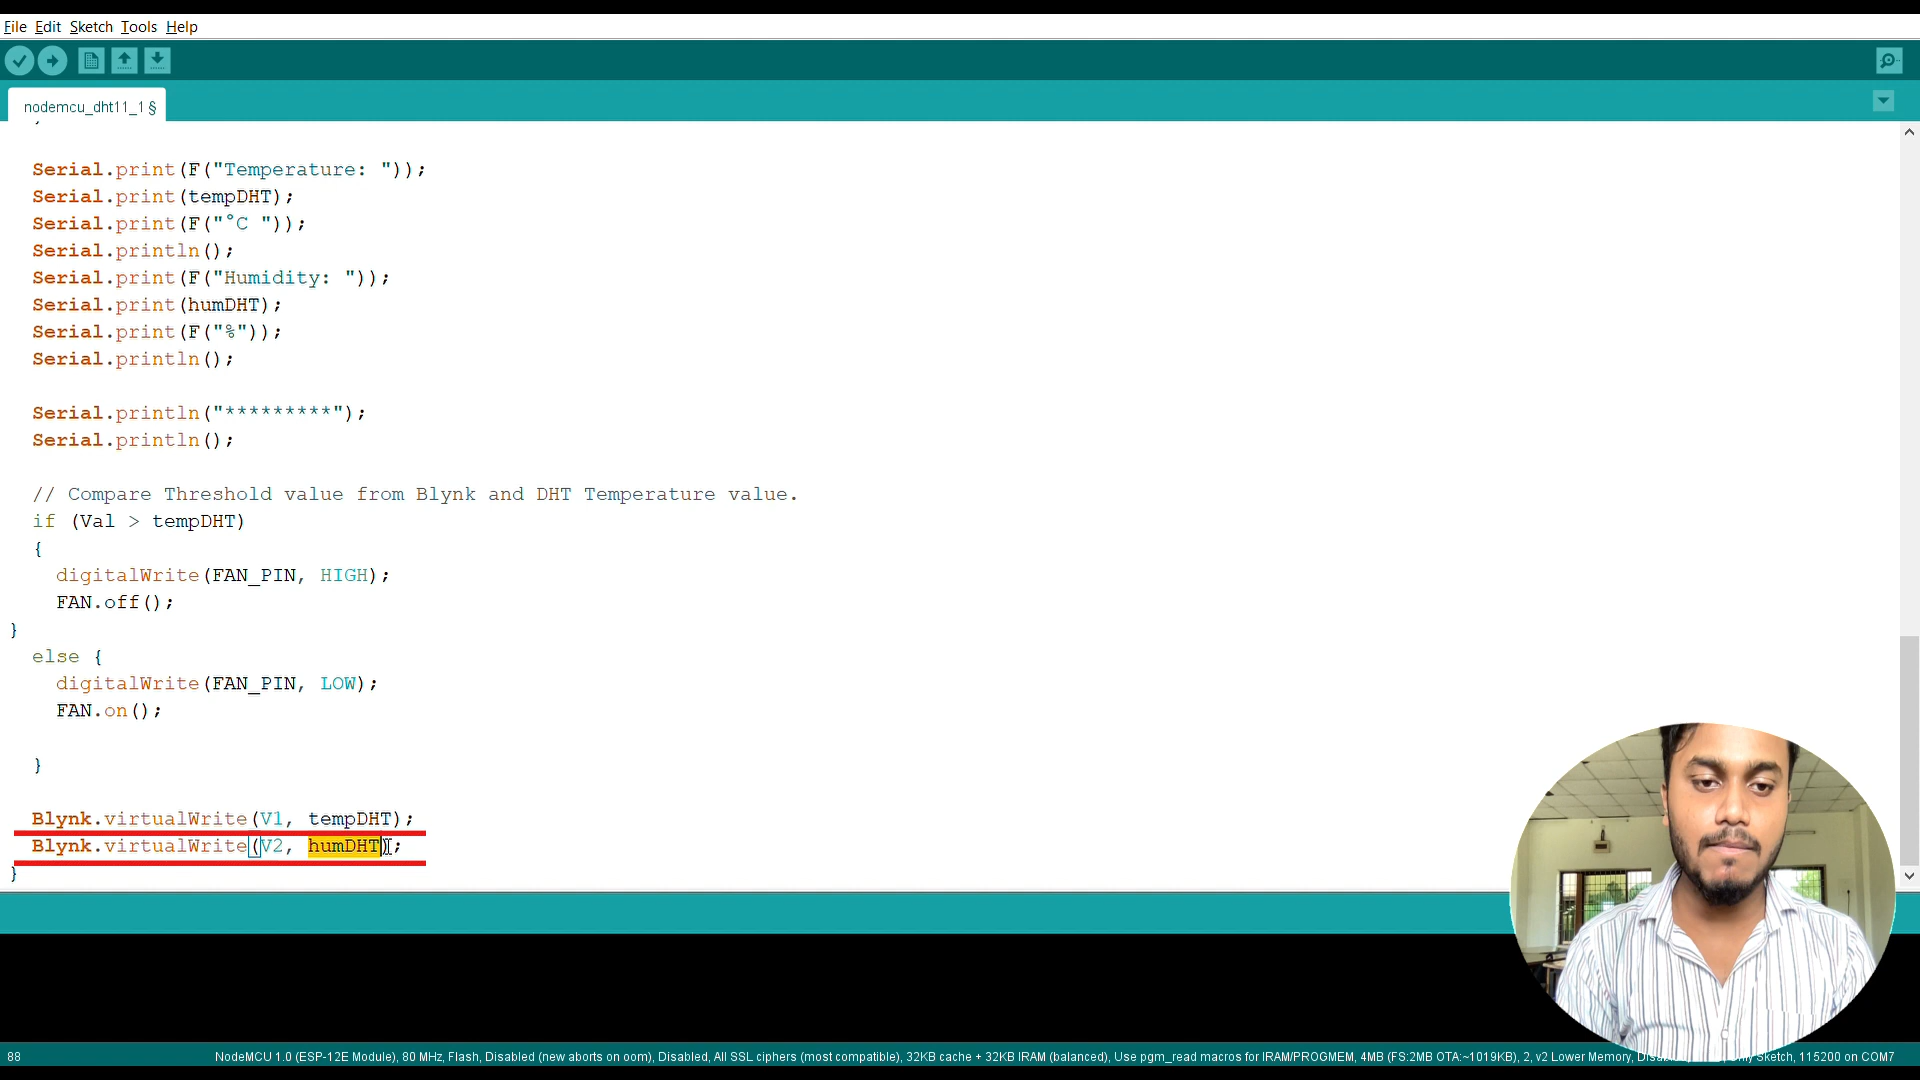 File Edit Sketch Tools Help
nodemcu_dht11_1 §
}
Serial.print(F("Temperature: "));
Serial.print(tempDHT);
Serial.print(F("°C "));
Serial.println();
Serial.print(F("Humidity: "));
Serial.print(humDHT);
Serial.print(F("%"));
Serial.println();
Serial.println("*********");
Serial.println();
// Compare Threshold value from Blynk and DHT Temperature value.
if (Val > tempDHT)
{
digitalWrite(FAN_PIN, HIGH);
FAN.off();
}
else {
digitalWrite(FAN_PIN, LOW);
FAN.on();
}
Blynk.virtualWrite(V1, tempDHT);
Blynk.virtualWrite(V2, humDHT);
}
88 NodeMCU 1.0 (ESP-12E Module), 80 MHz, Flash, Disabled (new aborts on oom), Disabled, All SSL ciphers (most compatible), 32KB cache + 32KB IRAM (balanced), Use pgm_read macros for IRAM/PROGMEM, 4MB (FS:2MB OTA:~1019KB), 2, v2 Lower Memory, Sketch, 115200 on COM7